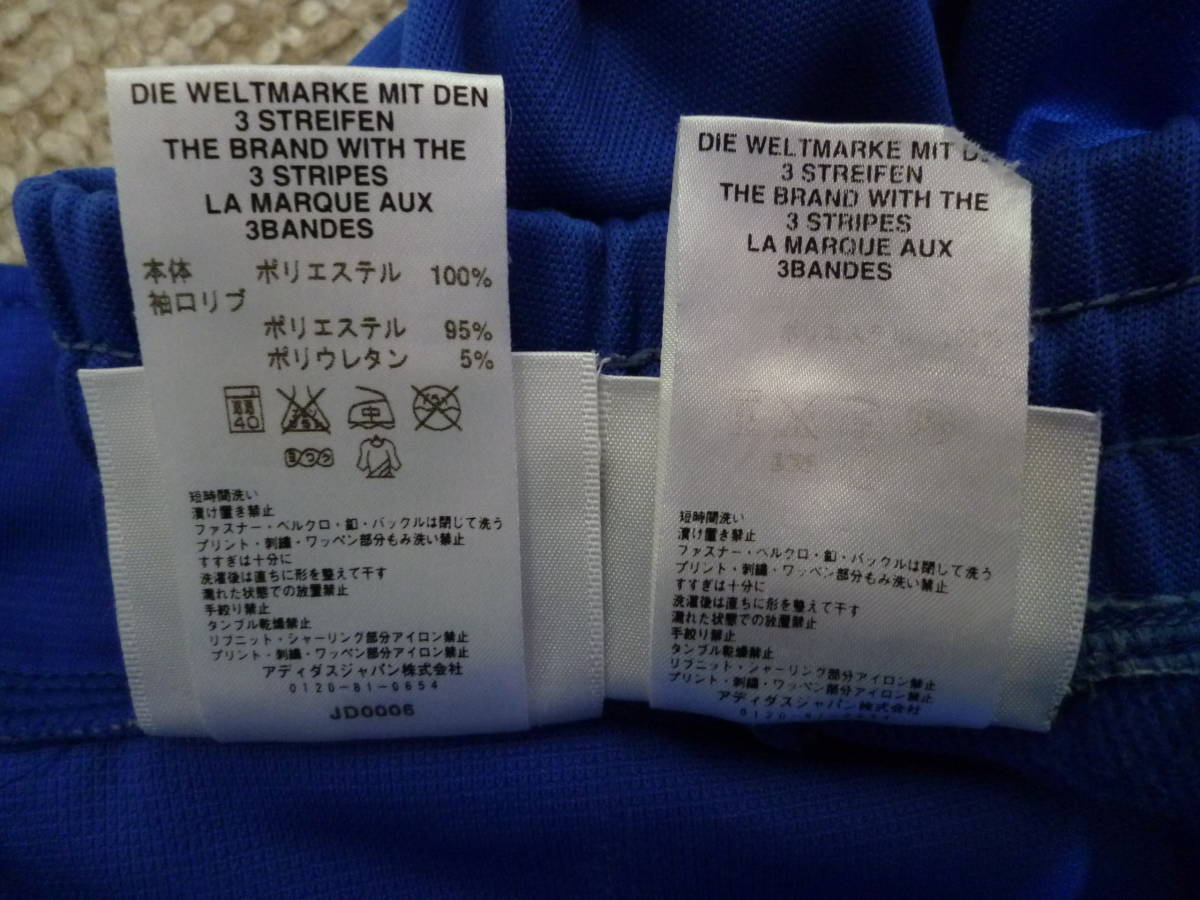 DIE WELTMARKE MIT DEN
3 STREIFEN
THE BRAND WITH THE
3 STRIPES
LA MARQUE AUX
3BANDES
本体 ポリエステル 100%
袖口リブ
ポリエステル 95%
ポリウレタン 5%
40
中
短時間洗い
漬け置き禁止
ファスナー・ベルクロ・釦・バックルは閉じて洗う
プリント・刺繍・ワッペン部分もみ洗い禁止
すすぎは十分に
洗濯後は直ちに形を整えて干す
濡れた状態での放置禁止
手絞り禁止
タンブル乾燥禁止
リブニット・シャーリング部分アイロン禁止
プリント・刺繍・ワッペン部分アイロン禁止
アディダスジャパン株式会社
0120-81-0654
JD0006
DIE WELTMARKE MIT
3 STREIFEN
THE BRAND WITH THE
3 STRIPES
LA MARQUE AUX
3BANDES
短時間洗い
漬け置き禁止
ファスナー・ベルクロ・釦・バックルは閉じて洗う
プリント・刺繍・ワッペン部分もみ洗い禁止
すすぎは十分に
洗濯後は直ちに形を整えて干す
濡れた状態での放置禁止
手絞り禁止
タンブル乾燥禁止
リブニット・シャーリング部分アイロン禁止
プリント・刺繍・ワッペン部分アイロン禁止
アディダスジャパン株式会社
0120-81-0654